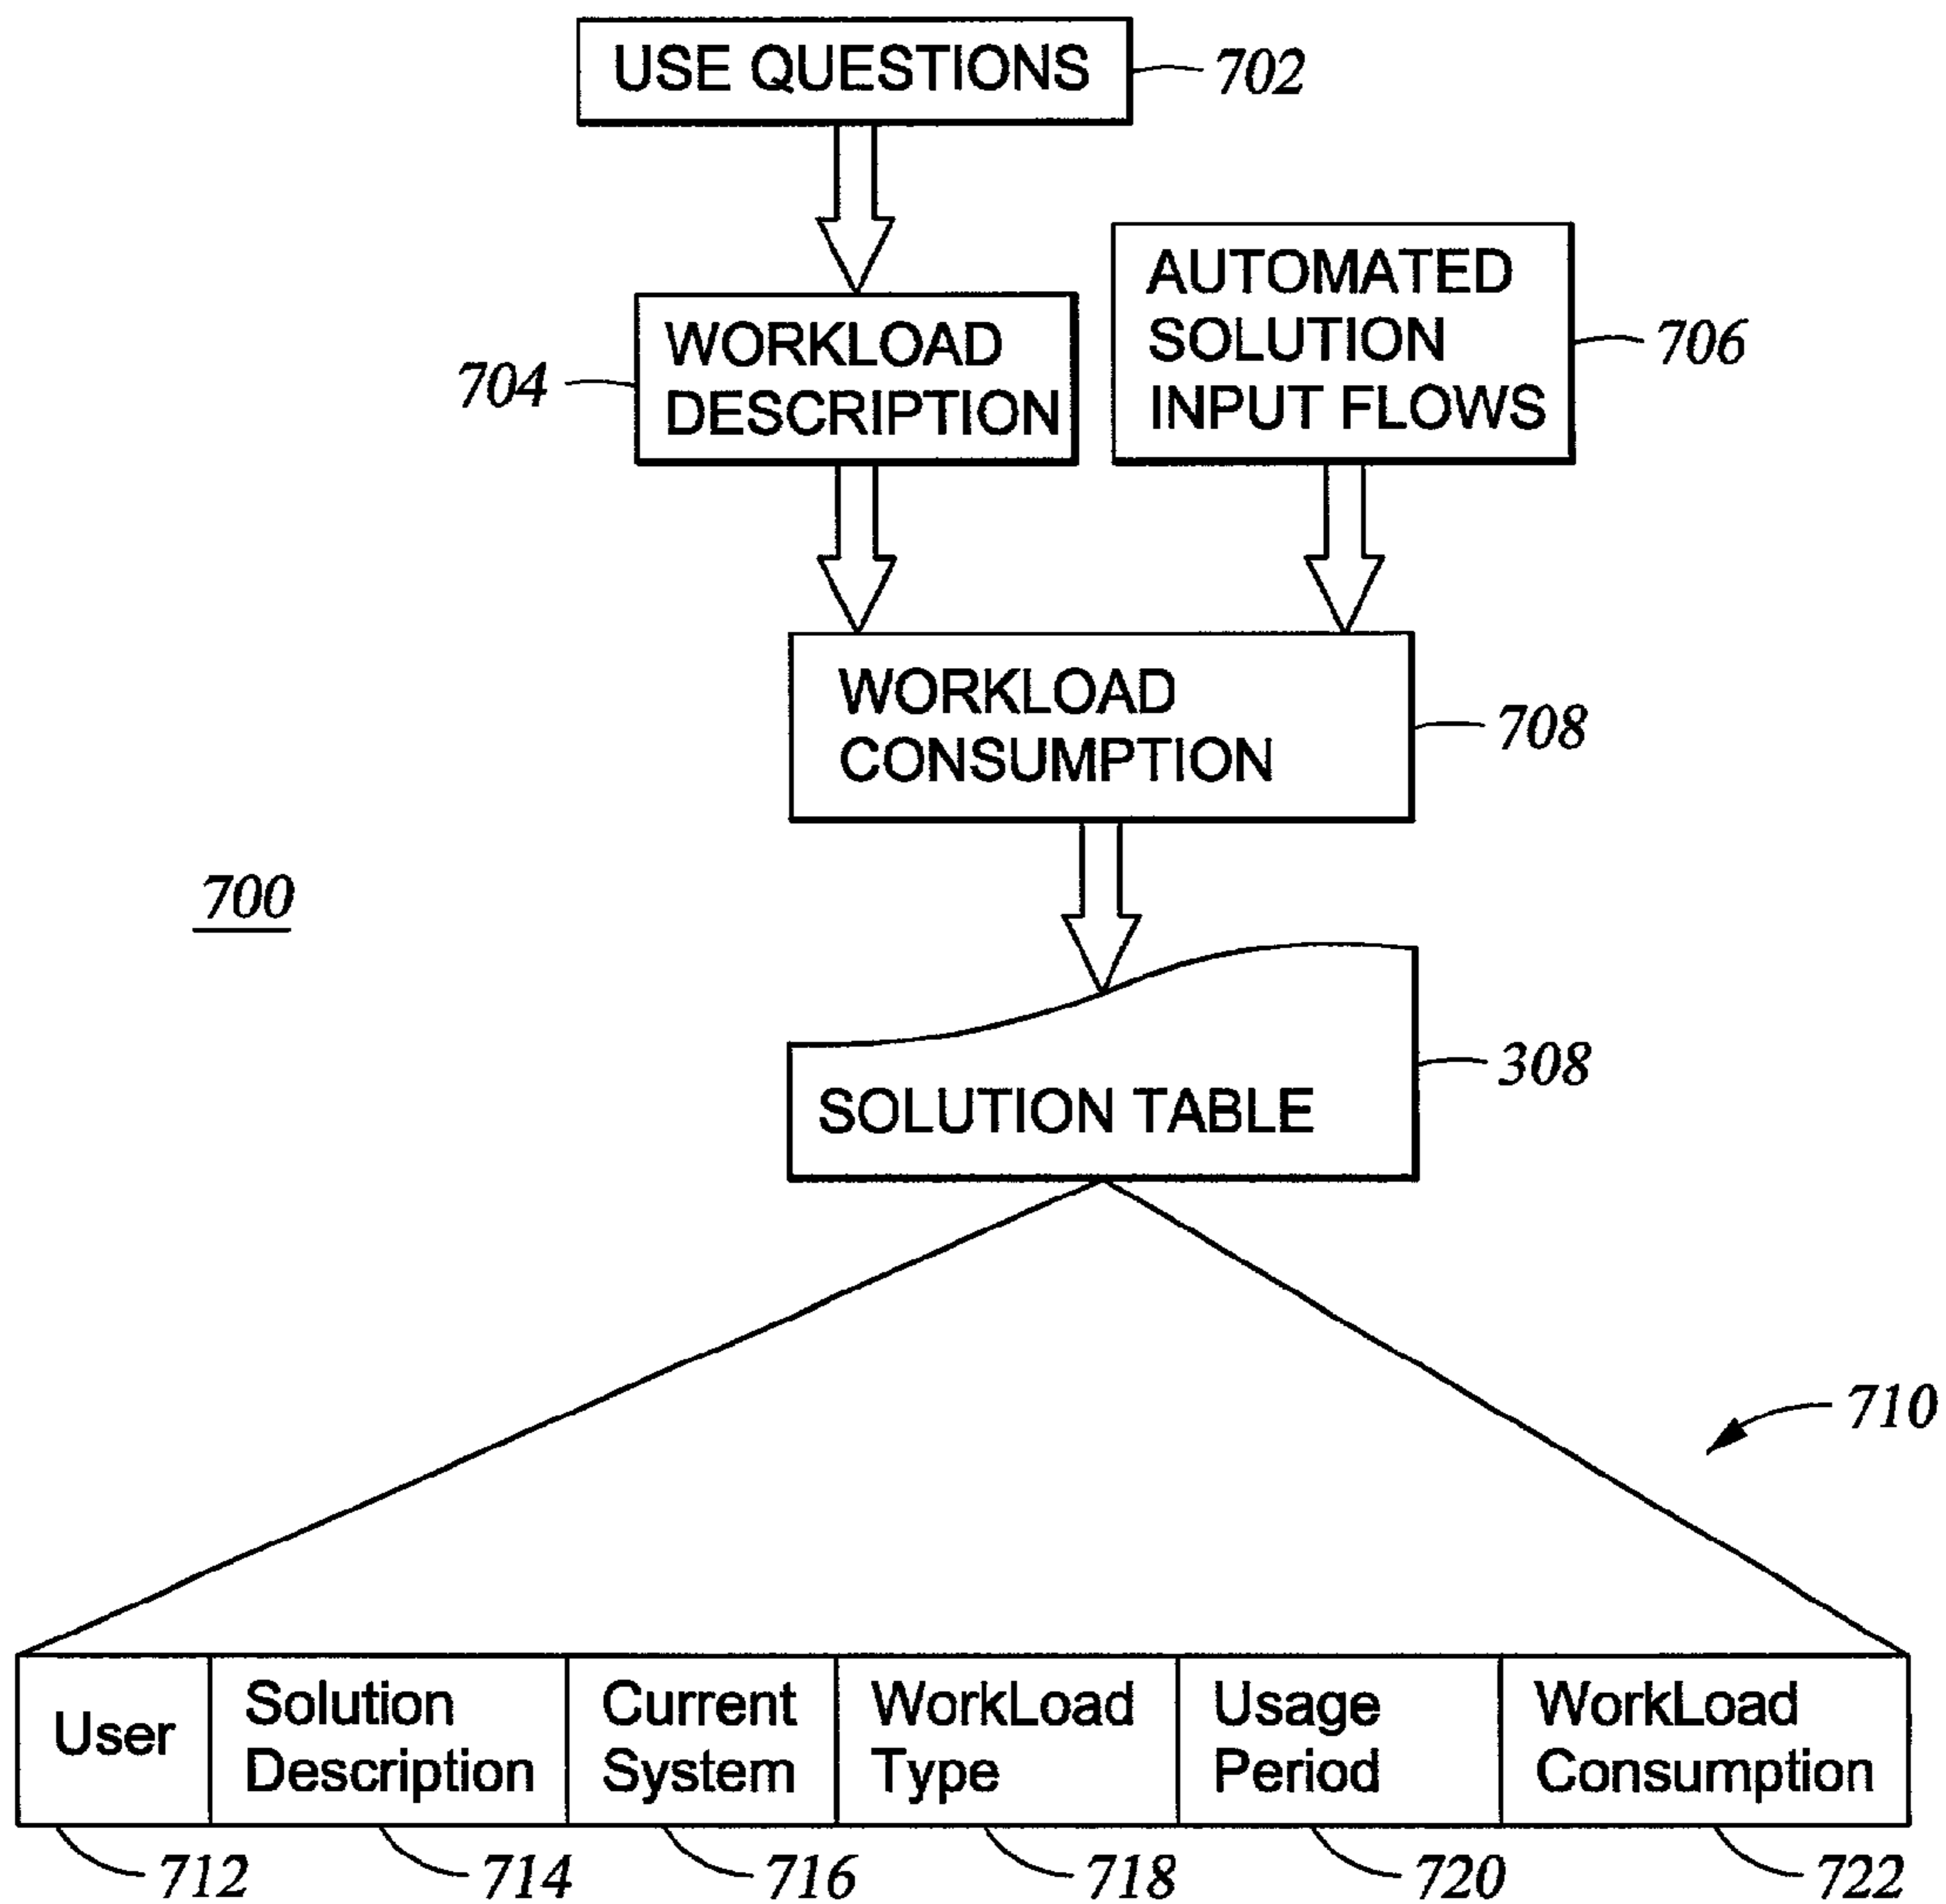 USE QUESTIONS
702
WORKLOAD
DESCRIPTION
704
AUTOMATED
SOLUTION
INPUT FLOWS
706
WORKLOAD
CONSUMPTION
708
700
SOLUTION TABLE
308
710
User
Solution
Description
Current
System
WorkLoad
Type
Usage
Period
WorkLoad
Consumption
712
714
716
718
720
722